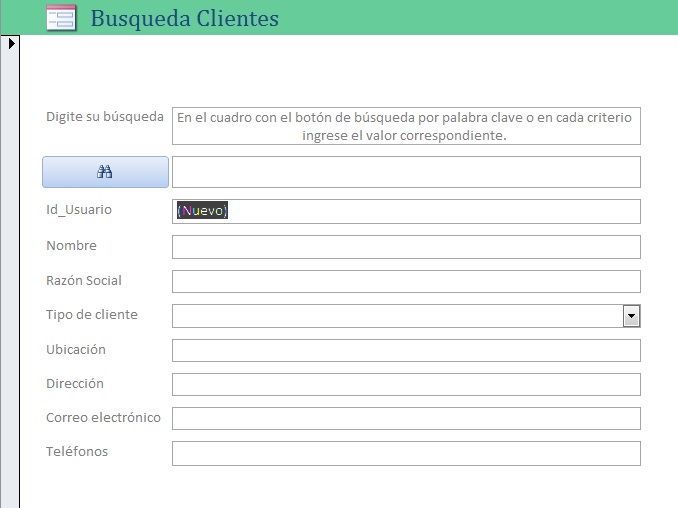 Busqueda Clientes
Digite su búsqueda
En el cuadro con el botón de búsqueda por palabra clave o en cada criterio
ingrese el valor correspondiente.
Id_Usuario
(Nuevo)
Nombre
Razón Social
Tipo de cliente
Ubicación
Dirección
Correo electrónico
Teléfonos